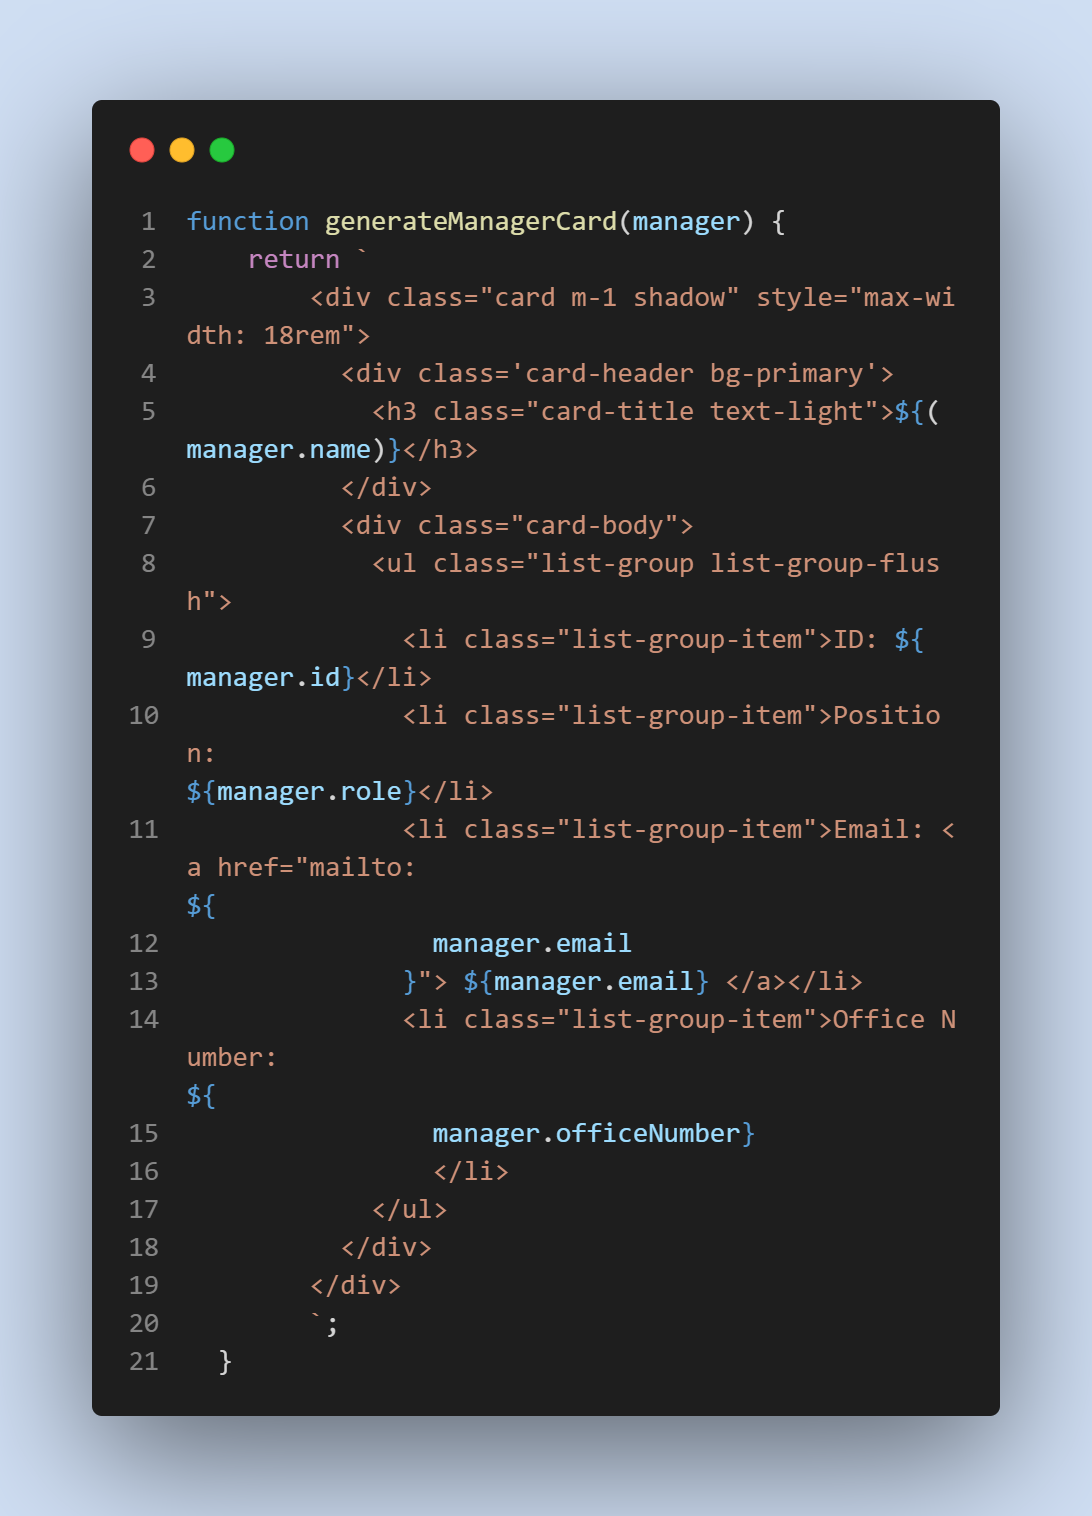 1 function generateManagerCard(manager) {
2     return `
3         <div class="card m-1 shadow" style="max-wi
dth: 18rem">
4           <div class='card-header bg-primary'>
5             <h3 class="card-title text-light">${(
manager.name)}</h3>
6           </div>
7           <div class="card-body">
8             <ul class="list-group list-group-flus
h">
9               <li class="list-group-item">ID: ${
manager.id}</li>
10               <li class="list-group-item">Positio
n:
${manager.role}</li>
11               <li class="list-group-item">Email: <
a href="mailto:
${
12                 manager.email
13               }"> ${manager.email} </a></li>
14               <li class="list-group-item">Office N
umber:
${
15                 manager.officeNumber}
16                 </li>
17             </ul>
18           </div>
19         </div>
20         `;
21   }